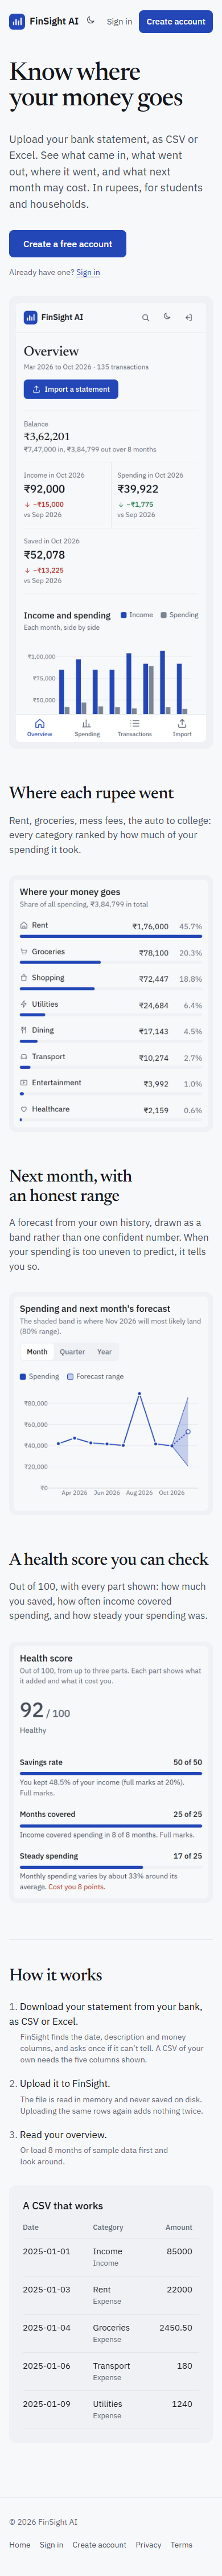 FinSight AI
Sign in
Create account
Know where
your money goes
Upload your bank statement, as CSV or
Excel. See what came in, what went
out, where it went, and what next
month may cost. In rupees, for students
and households.
Create a free account
Already have one? Sign in
FinSight AI
Overview
Mar 2026 to Oct 2026 · 135 transactions
Import a statement
Balance
₹3,62,201
₹7,47,000 in, ₹3,84,799 out over 8 months
Income in Oct 2026
₹92,000
↓ −₹15,000
vs Sep 2026
Spending in Oct 2026
₹39,922
↓ −₹1,775
vs Sep 2026
Saved in Oct 2026
₹52,078
↓ −₹13,225
vs Sep 2026
Income and spending
Income
Spending
Each month, side by side
₹1,00,000
₹75,000
₹50,000
Overview
Spending
Transactions
Import
Where each rupee went
Rent, groceries, mess fees, the auto to college:
every category ranked by how much of your
spending it took.
Where your money goes
Share of all spending, ₹3,84,799 in total
Rent ₹1,76,000 45.7%
Groceries ₹78,100 20.3%
Shopping ₹72,447 18.8%
Utilities ₹24,684 6.4%
Dining ₹17,143 4.5%
Transport ₹10,274 2.7%
Entertainment ₹3,992 1.0%
Healthcare ₹2,159 0.6%
Next month, with
an honest range
A forecast from your own history, drawn as a
band rather than one confident number. When
your spending is too uneven to predict, it tells
you so.
Spending and next month's forecast
The shaded band is where Nov 2026 will most likely land
(80% range).
Month
Quarter
Year
Spending
Forecast range
₹80,000
₹60,000
₹40,000
₹20,000
₹0
Apr 2026 Jun 2026 Aug 2026 Oct 2026
A health score you can check
Out of 100, with every part shown: how much
you saved, how often income covered
spending, and how steady your spending was.
Health score
Out of 100, from up to three parts. Each part shows what
it added and what it cost you.
92 / 100
Healthy
Savings rate 50 of 50
You kept 48.5% of your income (full marks at 20%).
Full marks.
Months covered 25 of 25
Income covered spending in 8 of 8 months. Full marks.
Steady spending 17 of 25
Monthly spending varies by about 33% around its
average. Cost you 8 points.
How it works
1. Download your statement from your bank,
as CSV or Excel.
FinSight finds the date, description and money
columns, and asks once if it can't tell. A CSV of your
own needs the five columns shown.
2. Upload it to FinSight.
The file is read in memory and never saved on disk.
Uploading the same rows again adds nothing twice.
3. Read your overview.
Or load 8 months of sample data first and
look around.
A CSV that works
Date Category Amount
2025-01-01 Income 85000
Income
2025-01-03 Rent 22000
Expense
2025-01-04 Groceries 2450.50
Expense
2025-01-06 Transport 180
Expense
2025-01-09 Utilities 1240
Expense
© 2026 FinSight AI
Home Sign in Create account Privacy Terms